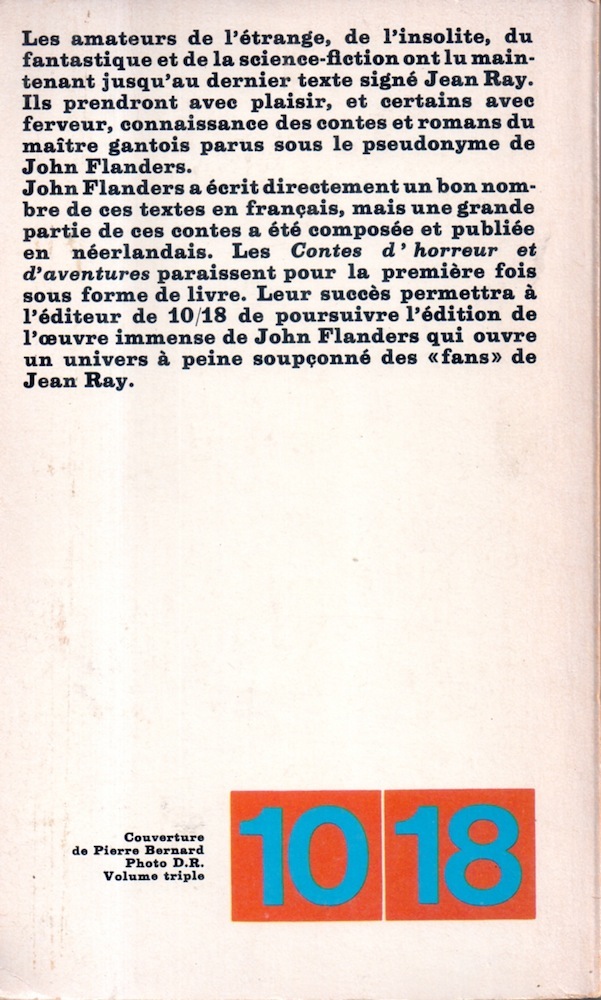 Les amateurs de l'étrange, de l'insolite, du
fantastique et de la science-fiction ont lu main-
tenant jusqu'au dernier texte signé Jean Ray.
Ils prendront avec plaisir, et certains avec
ferveur, connaissance des contes et romans du
maître gantois parus sous le pseudonyme de
John Flanders.
John Flanders a écrit directement un bon nom-
bre de ces textes en français, mais une grande
partie de ces contes a été composée et publiée
en néerlandais. Les Contes d'horreur et
d'aventures paraissent pour la première fois
sous forme de livre. Leur succès permettra à
l'éditeur de 10/18 de poursuivre l'édition de
l'œuvre immense de John Flanders qui ouvre
un univers à peine soupçonné des «fans» de
Jean Ray.
Couverture
de Pierre Bernard
Photo D.R.
Volume triple
10 18